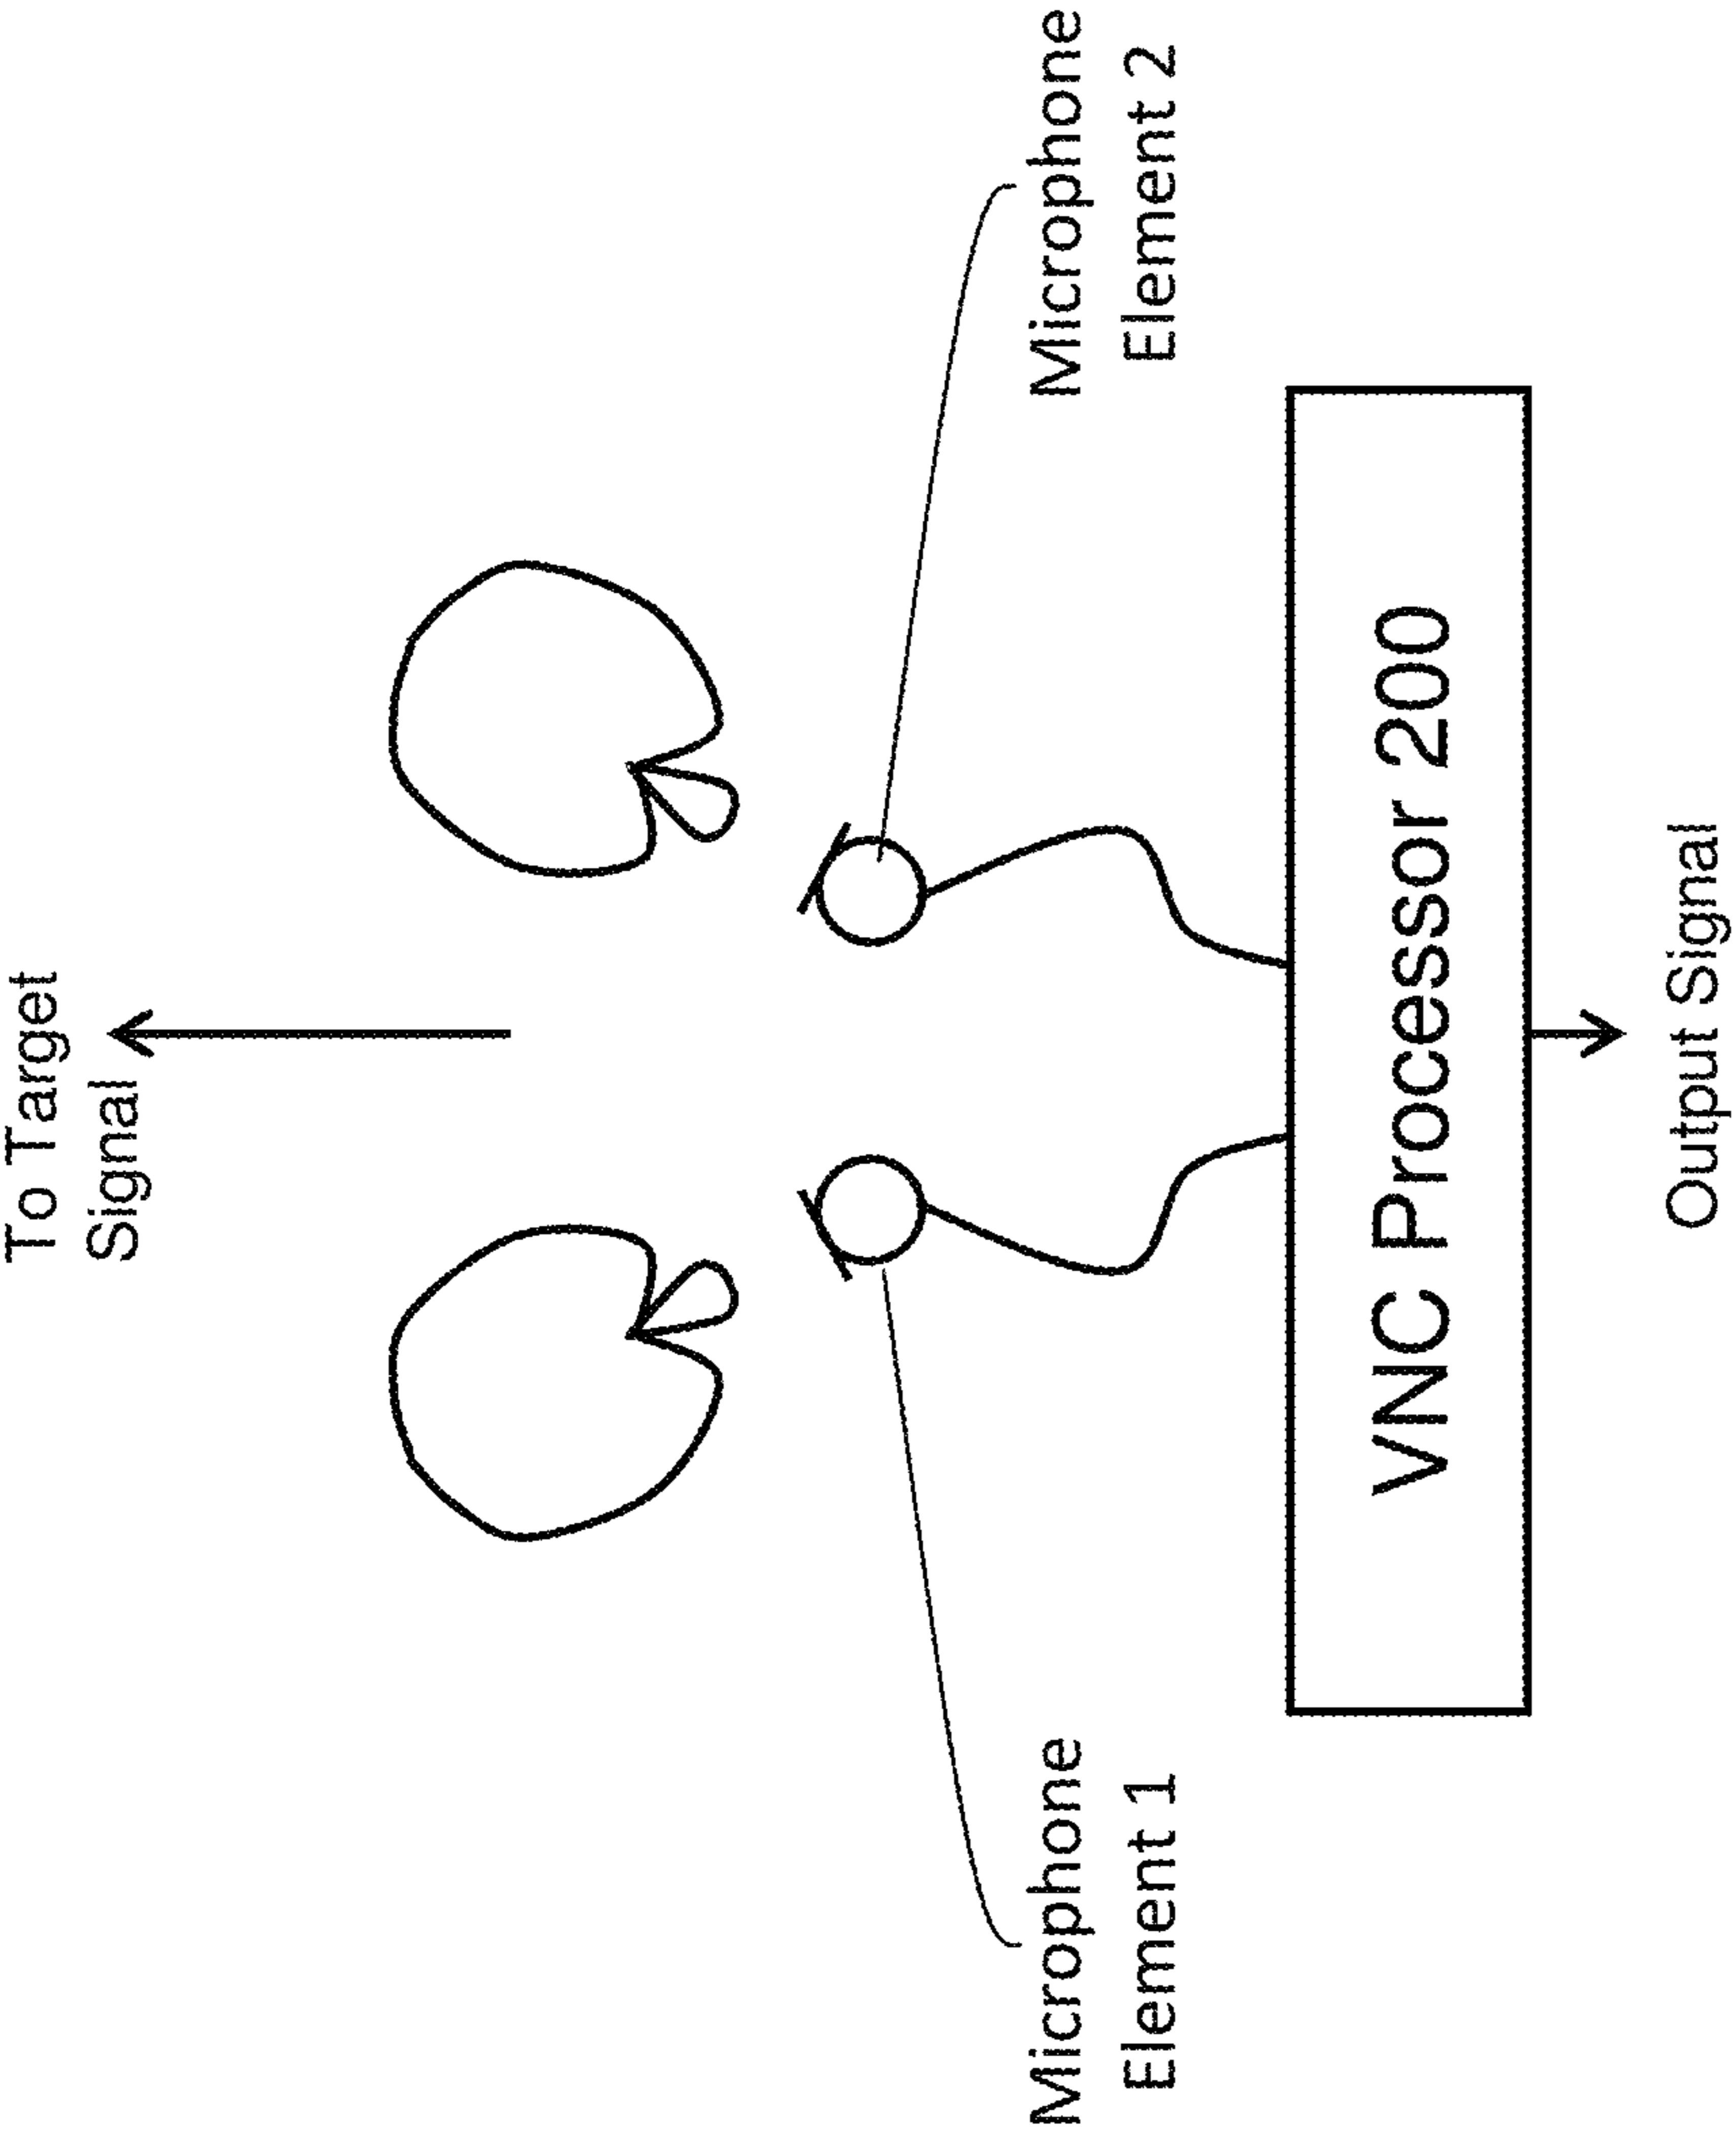 To Target
Signal
Microphone
Element 1
Microphone
Element 2
VNC Processor 200
Output Signal